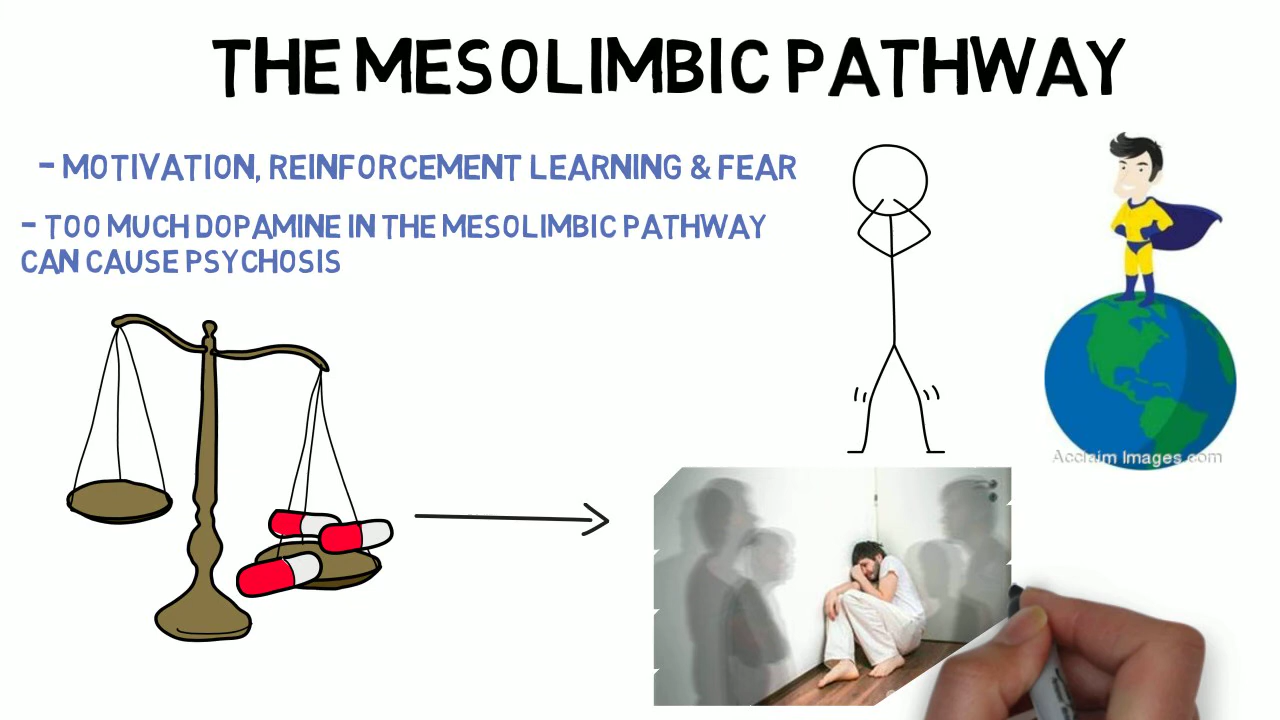 THE MESOLIMBIC PATHWAY
- MOTIVATION, REINFORCEMENT LEARNING & FEAR
- TOO MUCH DOPAMINE IN THE MESOLIMBIC PATHWAY
CAN CAUSE PSYCHOSIS
Acclaim Images.com